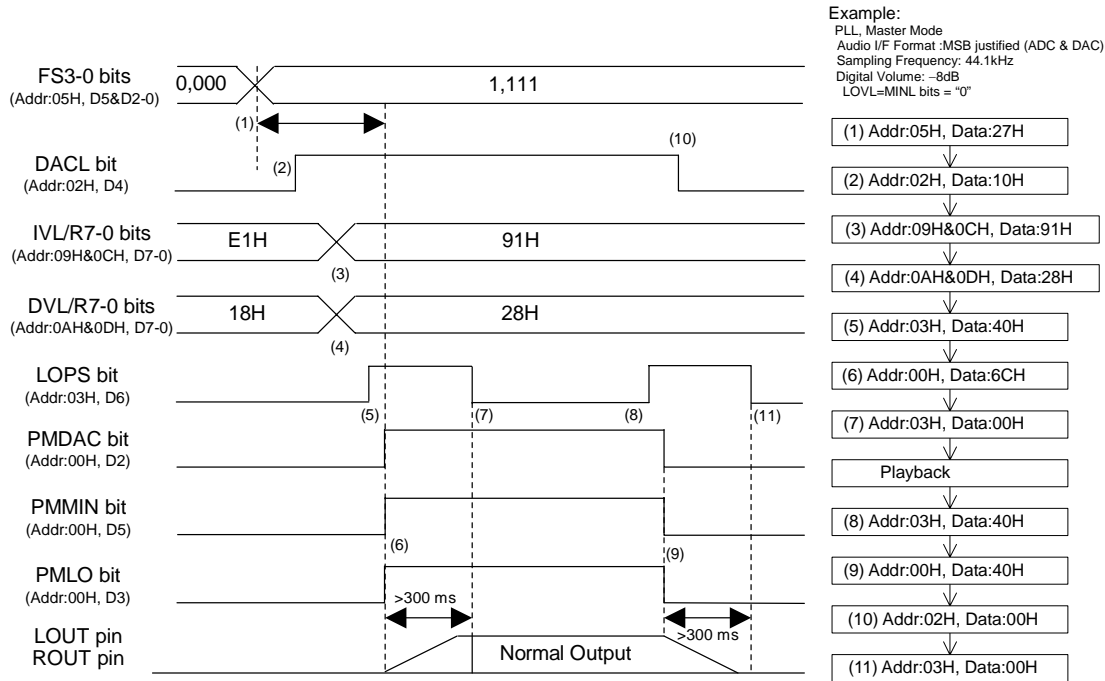 Example:
PLL, Master Mode
Audio I/F Format :MSB justified (ADC & DAC)
Sampling Frequency: 44.1kHz
Digital Volume: −8dB
LOVL=MINL bits = “0”
FS3-0 bits
(Addr:05H, D5&D2-0)
0,000
1,111
(1)
(10)
DACL bit
(Addr:02H, D4)
(2)
IVL/R7-0 bits
(Addr:09H&0CH, D7-0)
E1H
91H
(3)
DVL/R7-0 bits
(Addr:0AH&0DH, D7-0)
18H
28H
(4)
LOPS bit
(Addr:03H, D6)
(5)
(7)
(8)
(11)
PMDAC bit
(Addr:00H, D2)
PMMIN bit
(Addr:00H, D5)
(6)
(9)
PMLO bit
(Addr:00H, D3)
>300 ms
>300 ms
LOUT pin
ROUT pin
Normal Output
(1) Addr:05H, Data:27H
(2) Addr:02H, Data:10H
(3) Addr:09H&0CH, Data:91H
(4) Addr:0AH&0DH, Data:28H
(5) Addr:03H, Data:40H
(6) Addr:00H, Data:6CH
(7) Addr:03H, Data:00H
Playback
(8) Addr:03H, Data:40H
(9) Addr:00H, Data:40H
(10) Addr:02H, Data:00H
(11) Addr:03H, Data:00H